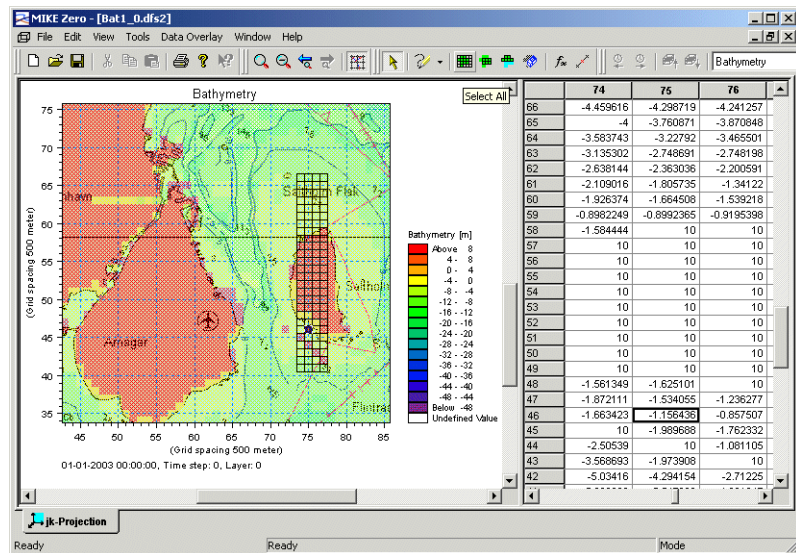 MIKE Zero - [Bat1_0.dfs2]
File Edit View Tools Data Overlay Window Help
Bathymetry
Select All
Bathymetry
75
70
65
60
55
50
45
40
35
45 50 55 60 65 70 75 80 85
(Grid spacing 500 meter)
(Grid spacing 500 meter)
havn
Saltholm Flak
Saltholm
Amager
Flintra
01-01-2003 00:00:00, Time step: 0, Layer: 0
Bathymetry [m]
Above 8
4 - 8
0 - 4
-4 - 0
-8 - -4
-12 - -8
-16 - -12
-20 - -16
-24 - -20
-28 - -24
-32 - -28
-36 - -32
-40 - -36
-44 - -40
-48 - -44
Below -48
Undefined Value
74 75 76
66 -4.459616 -4.298719 -4.241257
65 -4 -3.760871 -3.870848
64 -3.583743 -3.22792 -3.465501
63 -3.135302 -2.748691 -2.748198
62 -2.638144 -2.363036 -2.200591
61 -2.109016 -1.805735 -1.34122
60 -1.926374 -1.664508 -1.539218
59 -0.8982249 -0.8992365 -0.9195398
58 -1.584444 10 10
57 10 10 10
56 10 10 10
55 10 10 10
54 10 10 10
53 10 10 10
52 10 10 10
51 10 10 10
50 10 10 10
49 10 10 10
48 -1.561349 -1.625101 10
47 -1.872111 -1.534055 -1.236277
46 -1.663423 -1.156436 -0.857507
45 10 -1.989688 -1.762332
44 -2.50539 10 -1.081105
43 -3.568693 -1.973908 10
42 -5.03416 -4.294154 -2.71225
jk-Projection
Ready Ready Mode